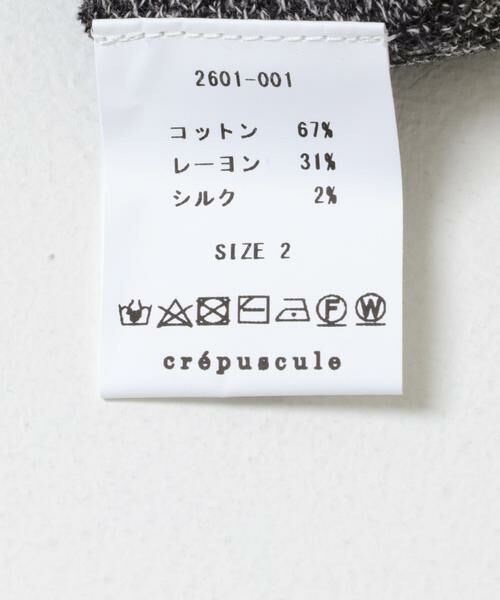 2601-001
コットン 67%
レーヨン 31%
シルク 2%
SIZE 2
F W
crépuscule